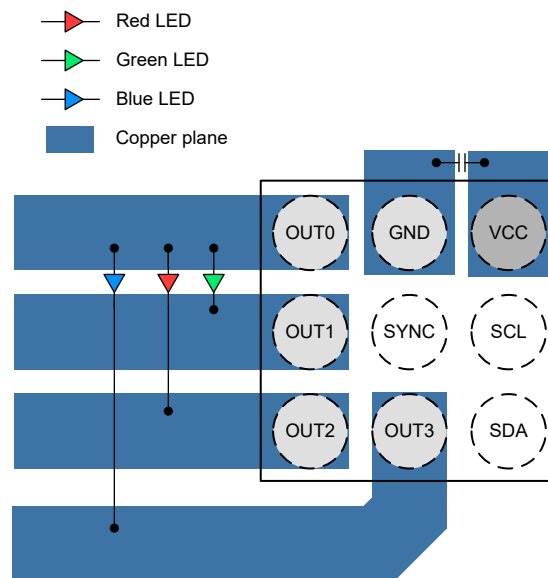 Red LED
Green LED
Blue LED
Copper plane
OUT0 GND VCC
OUT1 SYNC SCL
OUT2 OUT3 SDA